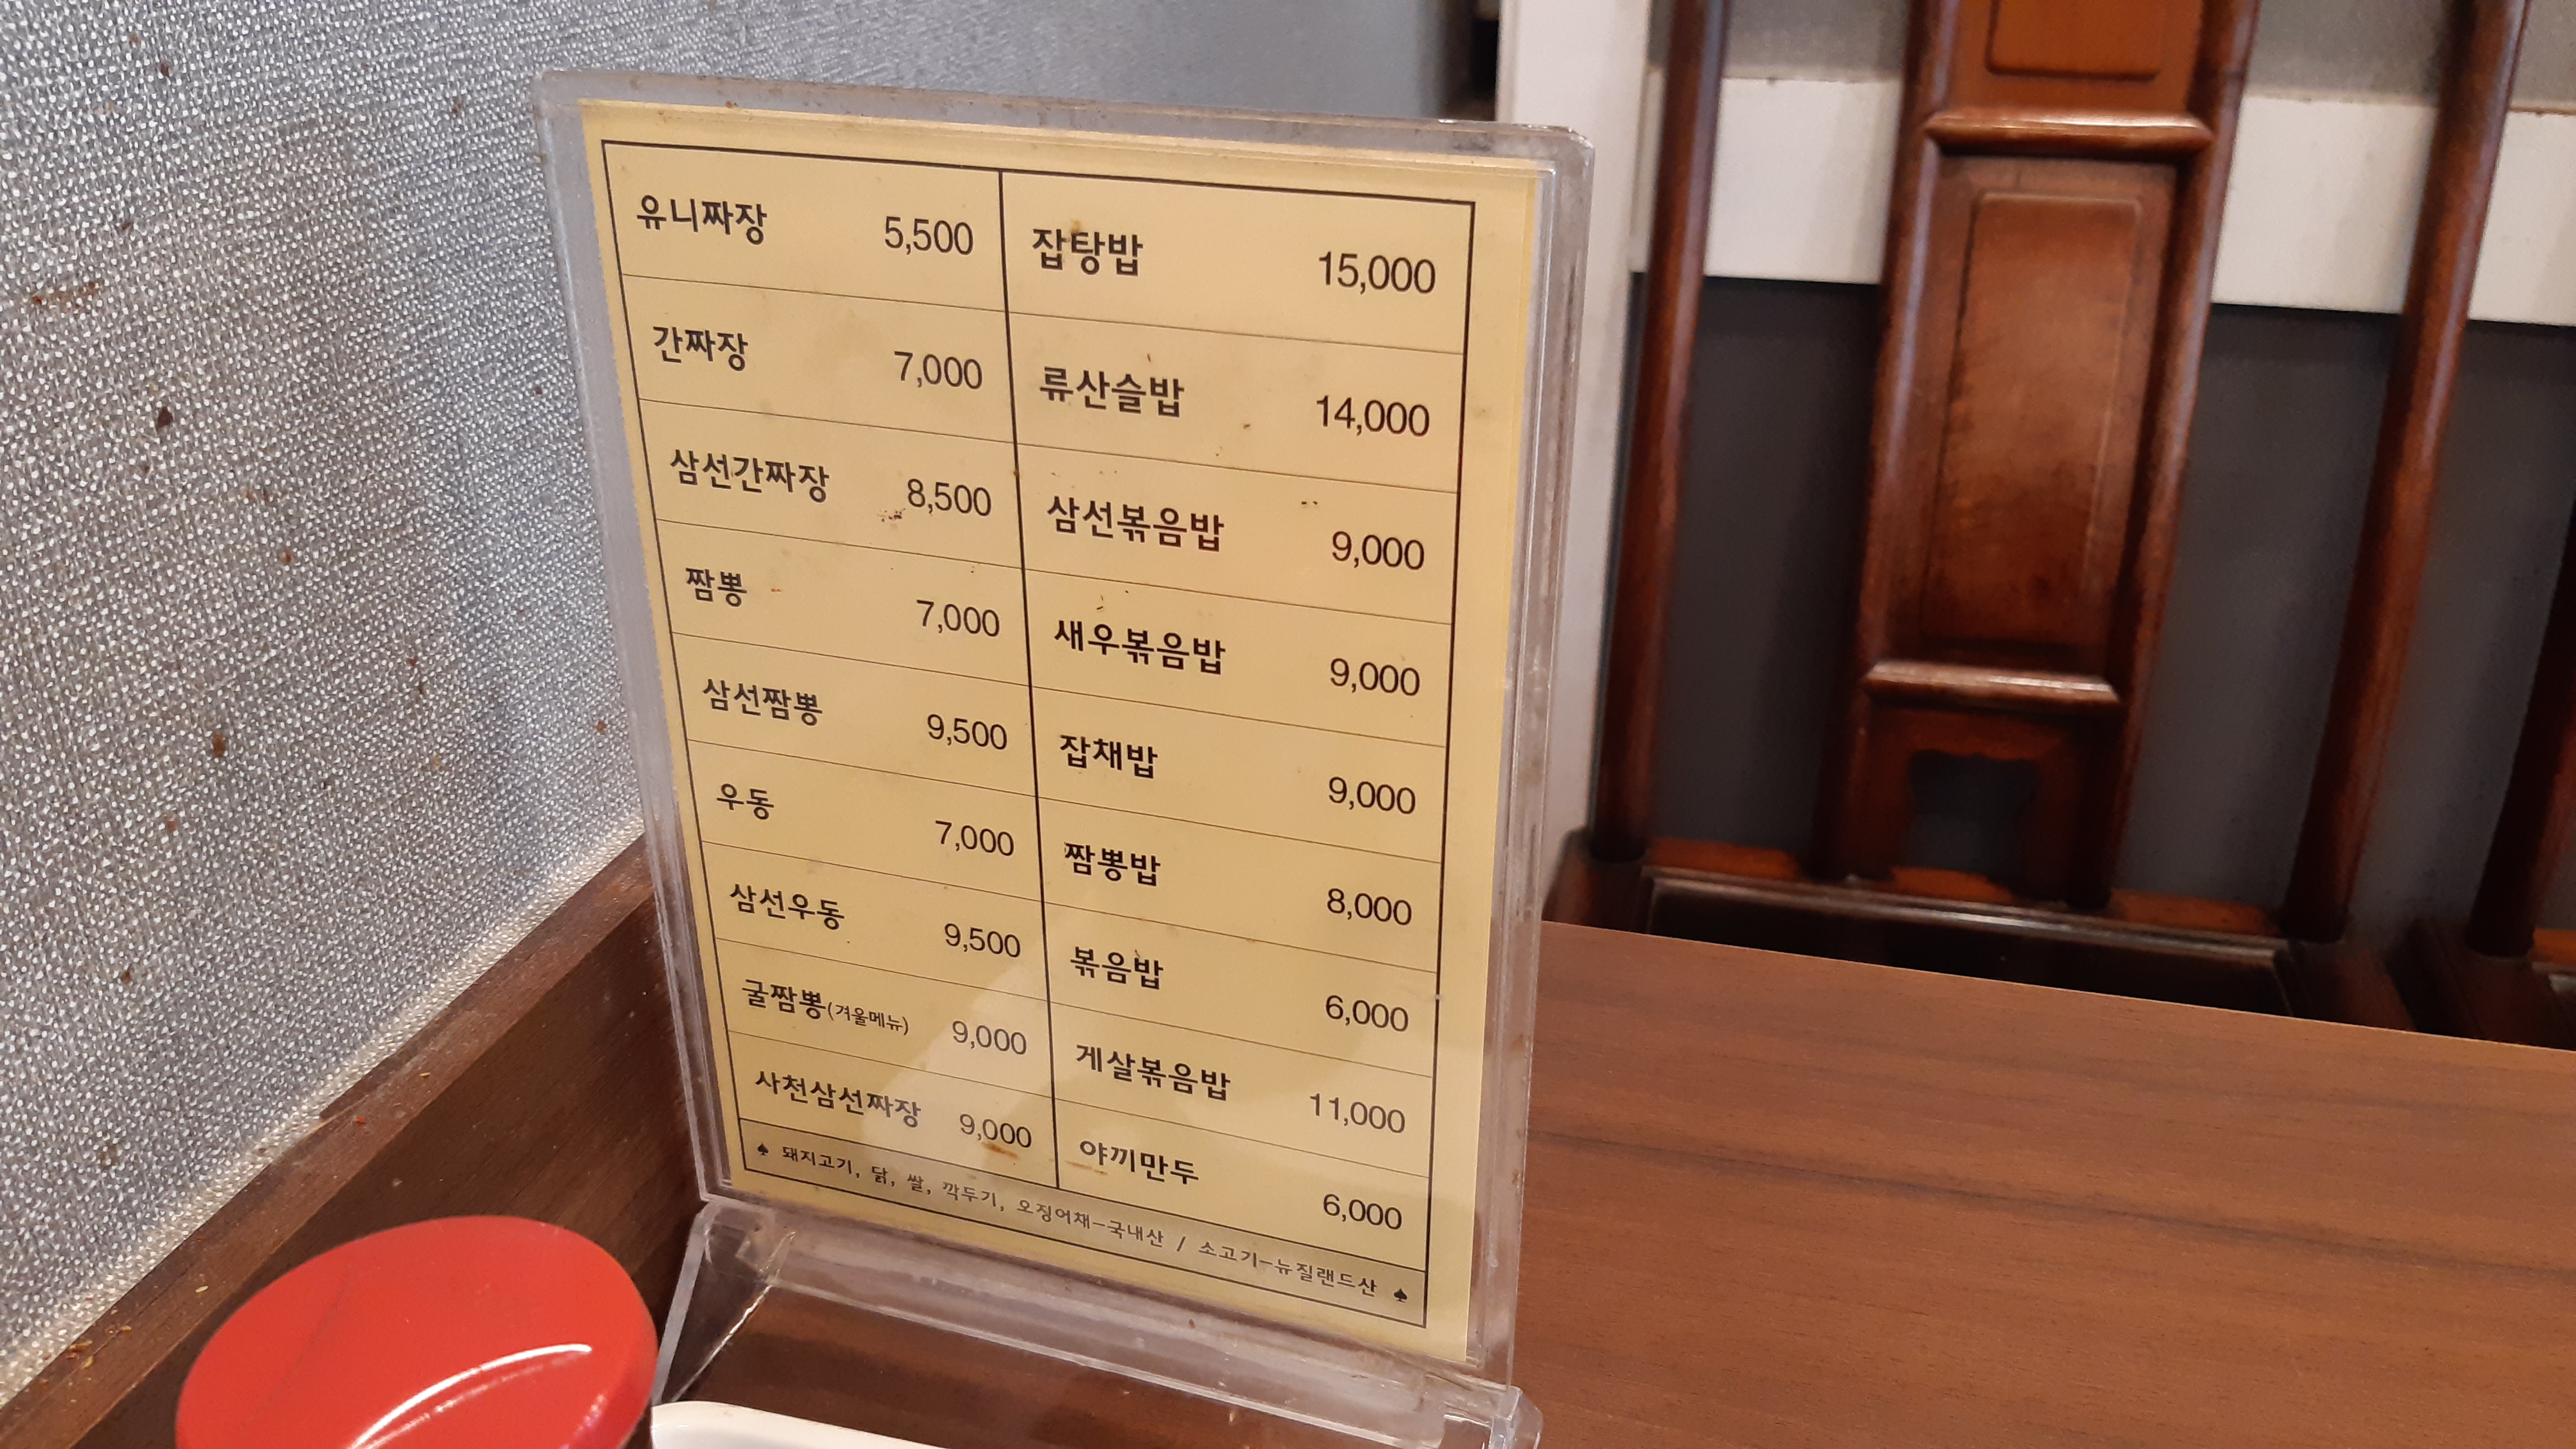 유니짜장 5,500
간짜장 7,000
삼선간짜장 8,500
짬뽕 7,000
삼선짬뽕 9,500
우동 7,000
삼선우동 9,500
굴짬뽕(겨울메뉴) 9,000
사천삼선짜장 9,000
잡탕밥 15,000
류산슬밥 14,000
삼선볶음밥 9,000
새우볶음밥 9,000
잡채밥 9,000
짬뽕밥 8,000
볶음밥 6,000
게살볶음밥 11,000
야끼만두 6,000
♠ 돼지고기, 닭, 쌀, 깍두기, 오징어채-국내산 / 소고기-뉴질랜드산 ♠